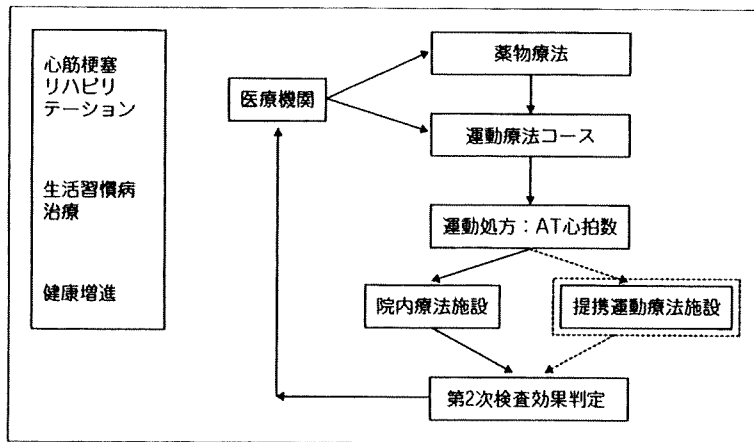 心筋梗塞
リハビリ
テーション
生活習慣病
治療
健康増進
医療機関
薬物療法
運動療法コース
運動処方：AT心拍数
院内療法施設
提携運動療法施設
第2次検査効果判定